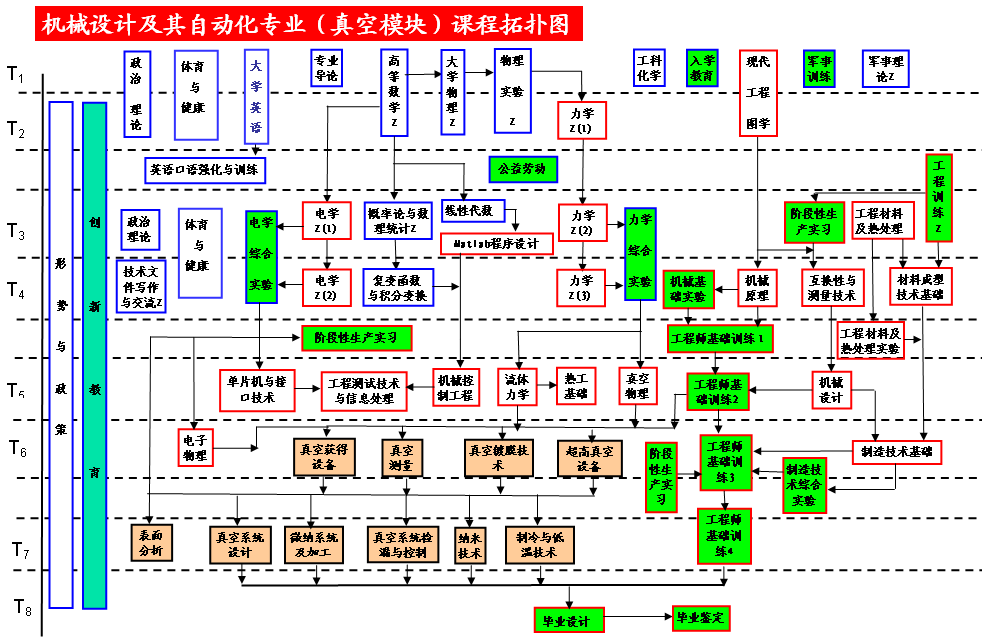 机械设计及其自动化专业（真空模块）课程拓扑图
T1
政治 理论
体育与健康
大学英语
专业
导论
高等数学Z
大学物理Z
物理实验Z
工科
化学
入学
教育
现代工程图学
军事
训练
军事理
论Z
T2
力学
Z(1)
英语口语强化与训练
公益劳动
工程训练Z
T3
政治
理论
体育与健康
电学综合实验
电学
Z(1)
概率论与数
理统计Z
线性代数
Matlab程序设计
力学
Z(2)
力学综合实验
阶段性生
产实习
工程材料
及热处理
T4
技术文
件写作
与交流Z
电学
Z(2)
复变函数
与积分变换
力学
Z(3)
机械基
础实验
机械
原理
互换性与
测量技术
材料成型
技术基础
形势与政策
创新教育
阶段性生产实习
工程师基础训练1
工程材料及
热处理实验
T5
单片机与接
口技术
工程测试技术
与信息处理
机械控
制工程
流体
力学
热工
基础
真空
物理
工程师基
础训练2
机械
设计
T6
电子
物理
真空获得
设备
真空
测量
真空镀膜技
术
超高真空
设备
阶段
性生
产实
习
工程师
基础训
练3
制造技术基础
制造技
术综合
实验
T7
表面
分析
真空系统
设计
微纳系统
及加工
真空系统检
漏与控制
纳米
技术
制冷与低
温技术
工程师
基础训
练4
T8
毕业设计
毕业鉴定